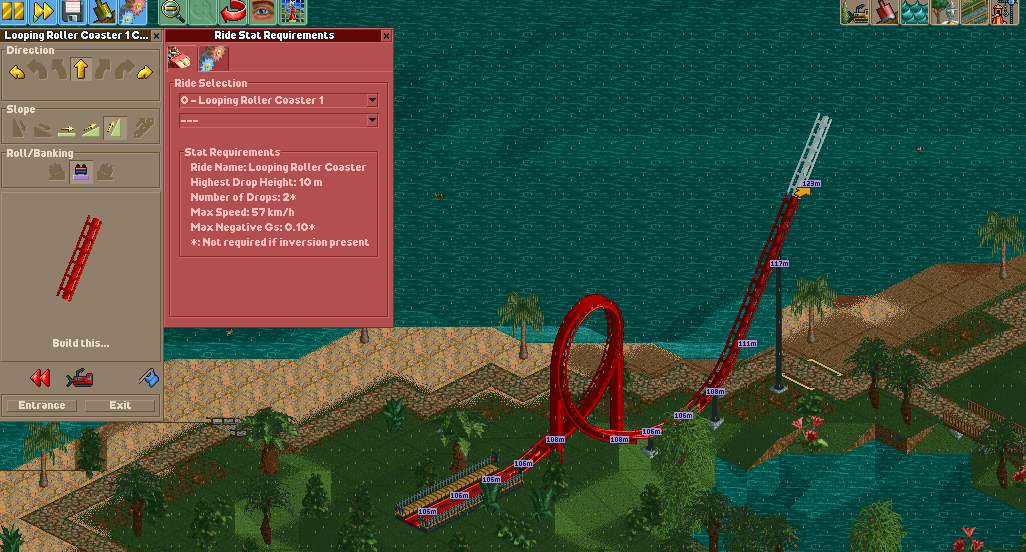 Looping Roller Coaster 1 C...
Direction
Slope
Roll/Banking
Build this...
Entrance
Exit
Ride Stat Requirements
Ride Selection
0 - Looping Roller Coaster 1
---
Stat Requirements
Ride Name: Looping Roller Coaster
Highest Drop Height: 10 m
Number of Drops: 2*
Max Speed: 57 km/h
Max Negative Gs: 0.10*
*: Not required if inversion present
123m
117m
111m
108m
106m
106m
108m
108m
106m
106m
106m
106m